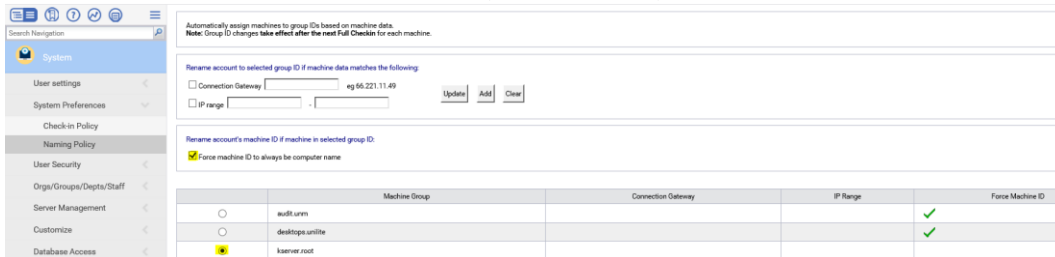 Search Navigation
System
User settings
System Preferences
Check-in Policy
Naming Policy
User Security
Orgs/Groups/Depts/Staff
Server Management
Customize
Database Access
Automatically assign machines to group IDs based on machine data.
Note: Group ID changes take effect after the next Full Checkin for each machine.
Rename account to selected group ID if machine data matches the following:
Connection Gateway eg 66.221.11.49
IP range -
Update Add Clear
Rename account's machine ID if machine in selected group ID:
Force machine ID to always be computer name
Machine Group Connection Gateway IP Range Force Machine ID
audit.unm
desktops.unilite
kserver.root